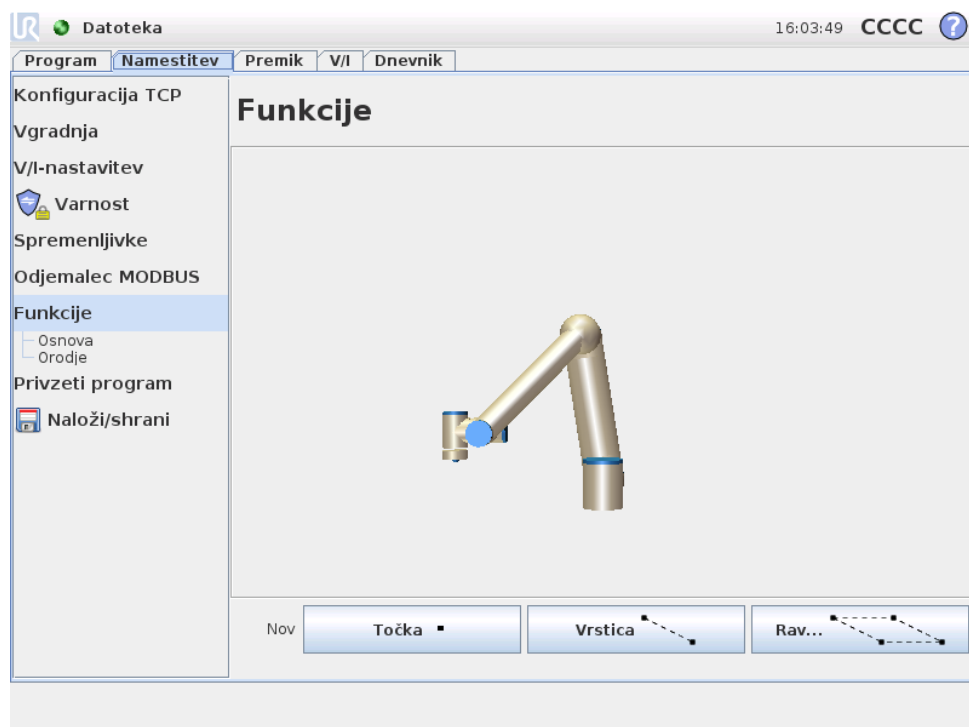 UR Datoteka 16:03:49 CCCC ?
Program Namestitev Premik V/I Dnevnik
Konfiguracija TCP
Vgradnja
V/I-nastavitev
Varnost
Spremenljivke
Odjemalec MODBUS
Funkcije
Osnova
Orodje
Privzeti program
Naloži/shrani
Funkcije
Nov Točka Vrstica Rav...